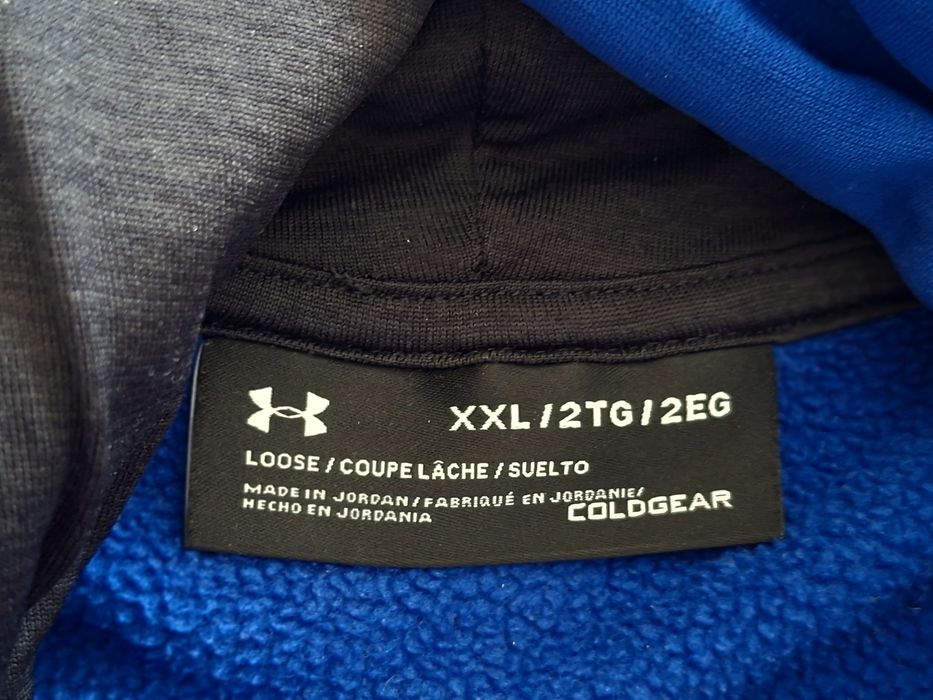 XXL/2TG/2EG
LOOSE/COUPE LÂCHE/SUELTO
MADE IN JORDAN/FABRIQUÉ EN JORDANIE/
HECHO EN JORDANIA
COLDGEAR